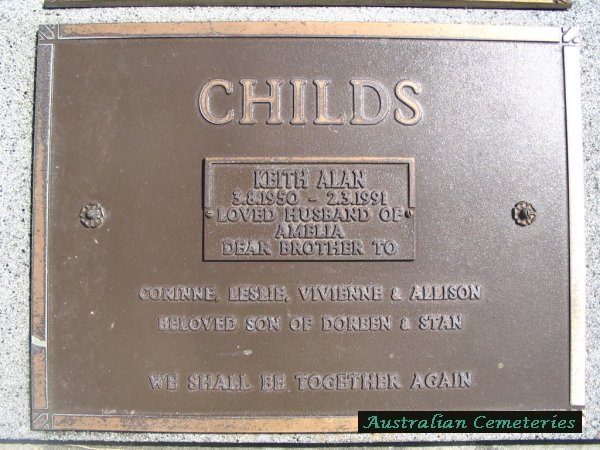 CHILDS
KEITH ALAN
3.8.1950 - 2.3.1991
LOVED HUSBAND OF
AMELIA
DEAR BROTHER TO
CORINNE, LESLIE, VIVIENNE & ALLISON
BELOVED SON OF DOREEN & STAN
WE SHALL BE TOGETHER AGAIN
Australian Cemeteries